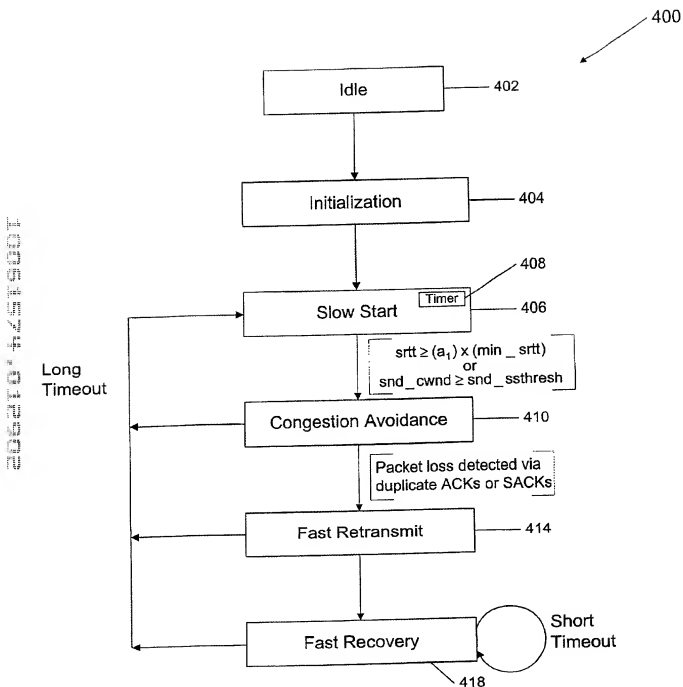 400
Idle
402
Initialization
404
408
Timer
Slow Start
406
srtt ≥ (a₁) x (min _ srtt)
or
snd _ cwnd ≥ snd _ ssthresh
Long
Timeout
Congestion Avoidance
410
Packet loss detected via
duplicate ACKs or SACKs
Fast Retransmit
414
Fast Recovery
Short
Timeout
418